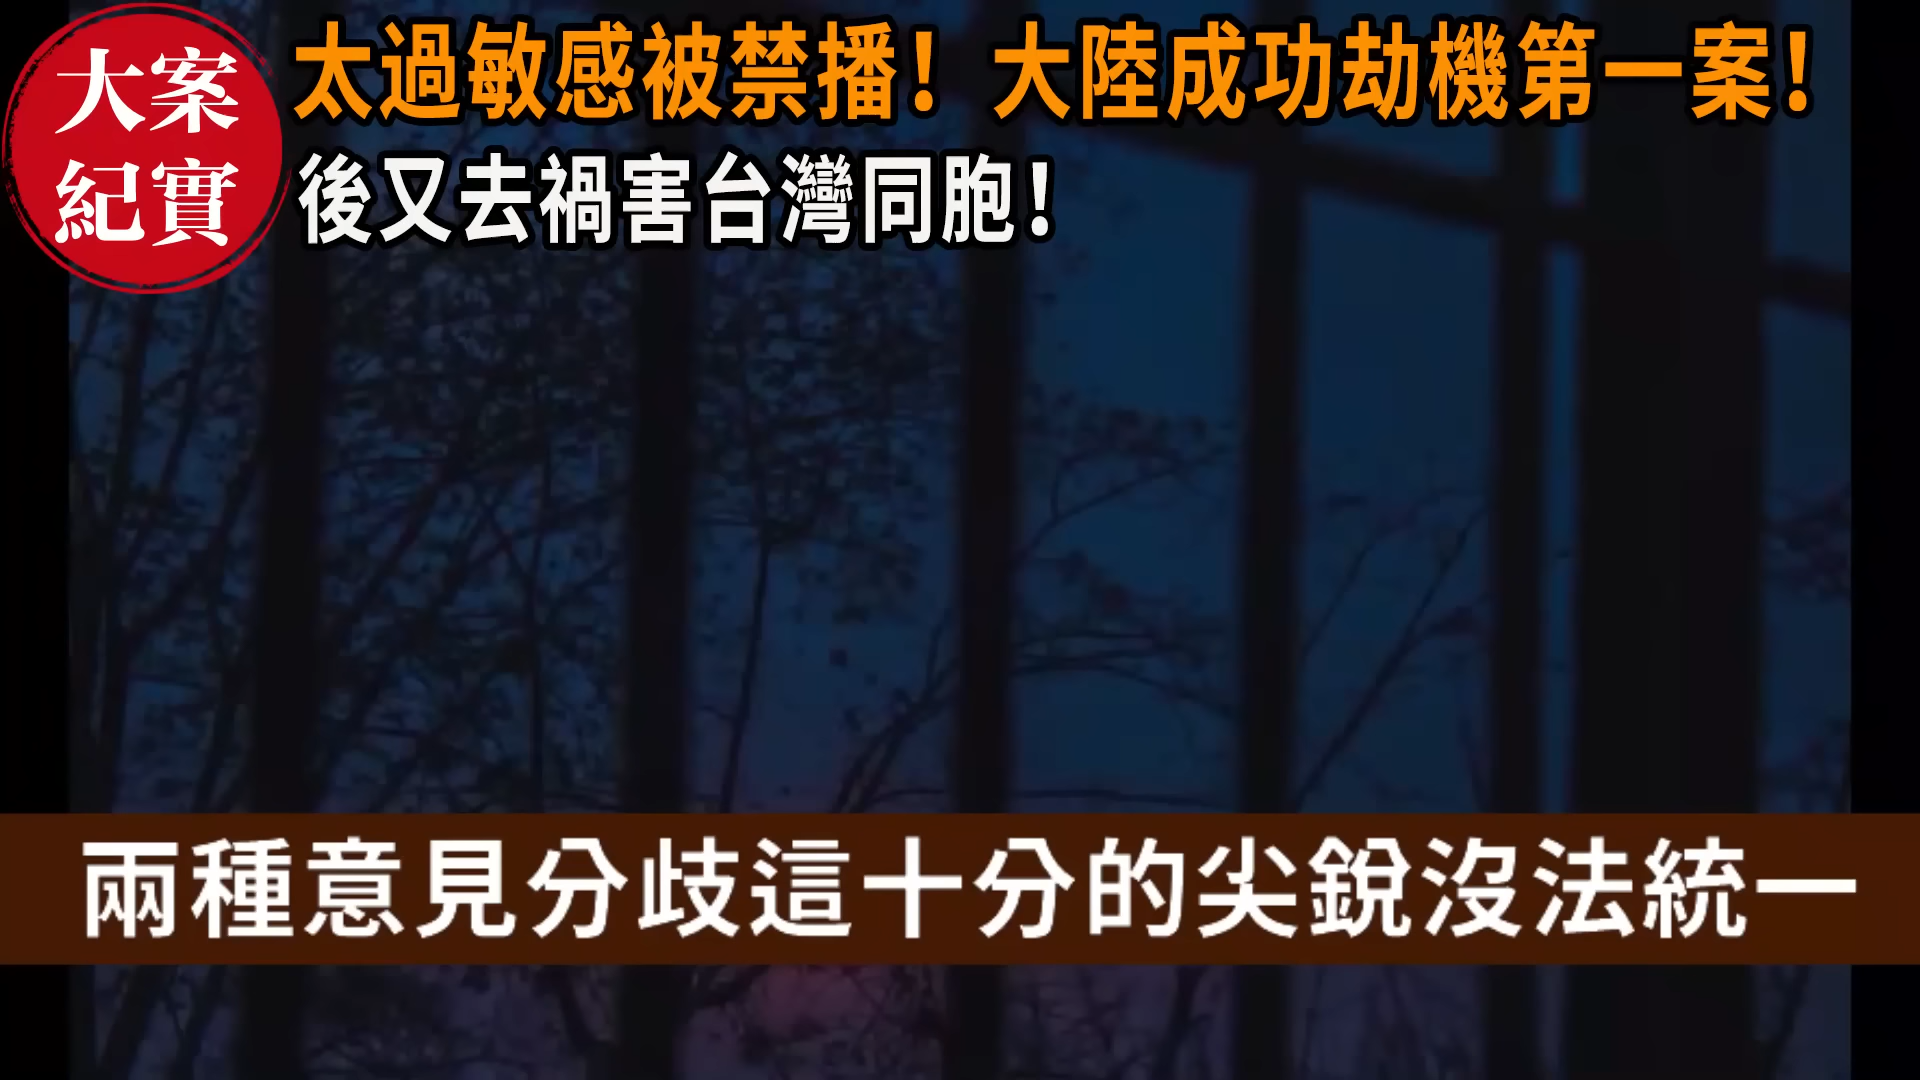 大案
紀實
太過敏感被禁播！大陸成功劫機第一案！
後又去禍害台灣同胞！
兩種意見分歧這十分的尖銳沒法統一